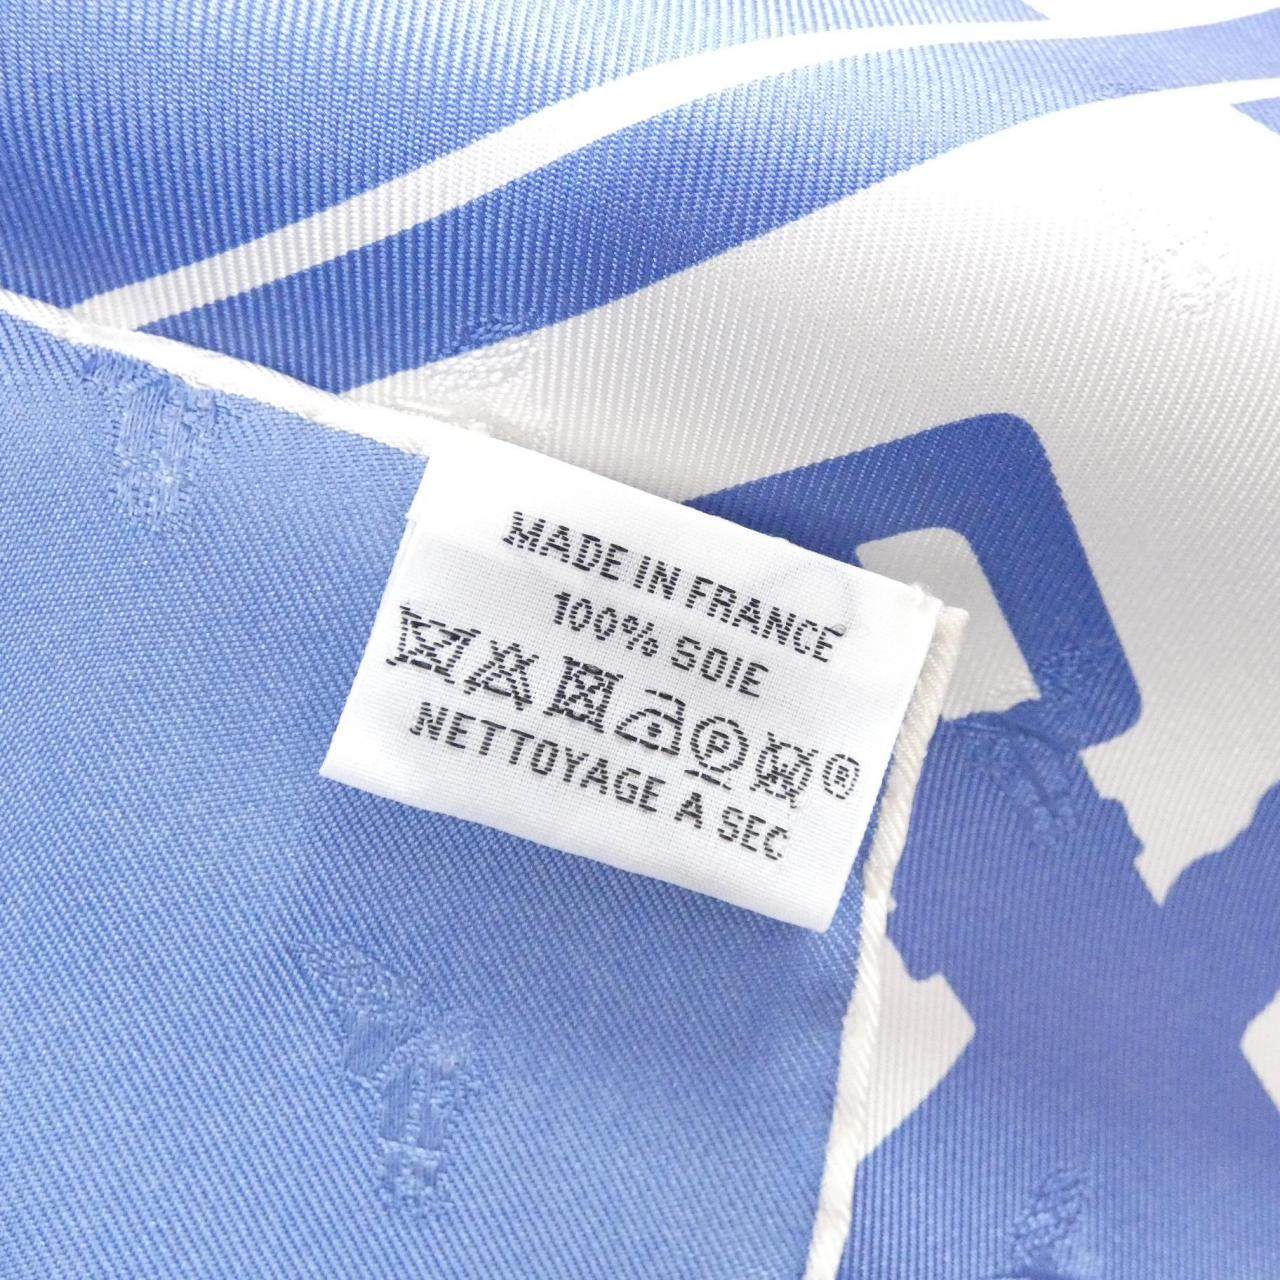 MADE IN FRANCE
100% SOIE
P ®
NETTOYAGE A SEC